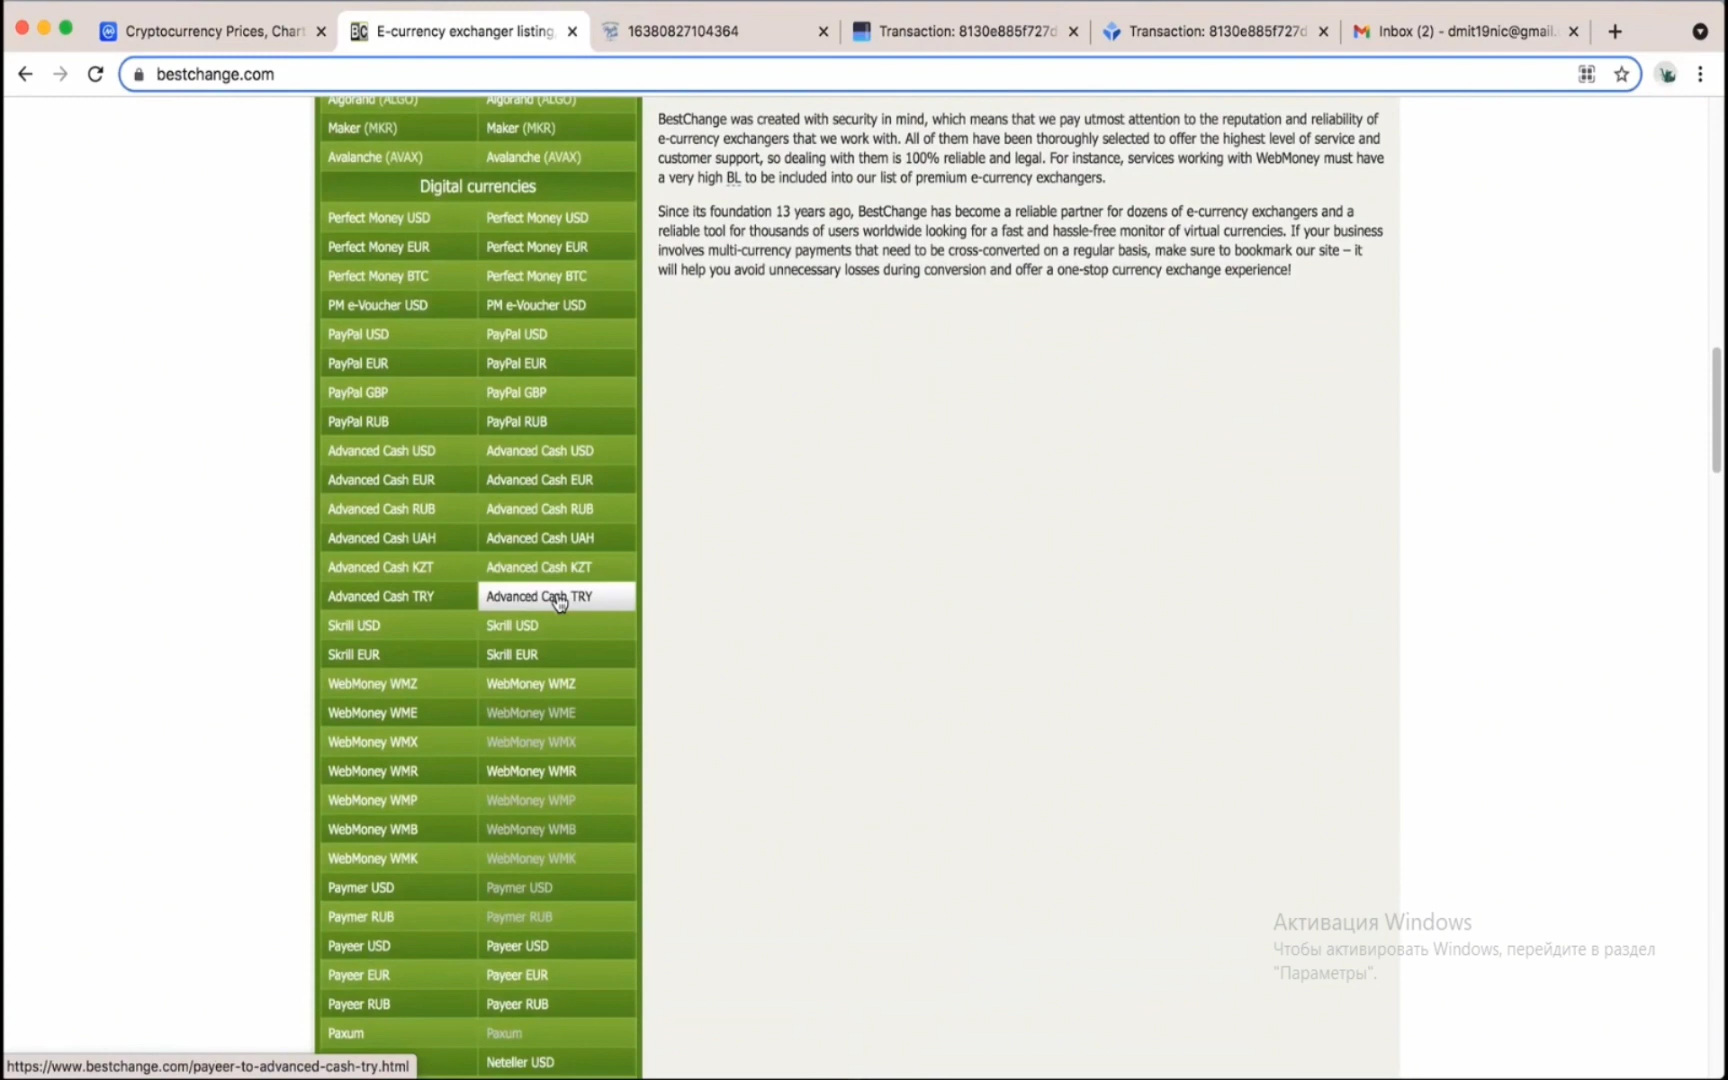 Cryptocurrency Prices, Chart
E-currency exchanger listing
16380827104364
Transaction: 8130e885f727d
Transaction: 8130e885f727d
Inbox (2) - dmit19nic@gmail.
bestchange.com
Algorand (ALGO) Algorand (ALGO)
Maker (MKR) Maker (MKR)
Avalanche (AVAX) Avalanche (AVAX)
Digital currencies
Perfect Money USD Perfect Money USD
Perfect Money EUR Perfect Money EUR
Perfect Money BTC Perfect Money BTC
PM e-Voucher USD PM e-Voucher USD
PayPal USD PayPal USD
PayPal EUR PayPal EUR
PayPal GBP PayPal GBP
PayPal RUB PayPal RUB
Advanced Cash USD Advanced Cash USD
Advanced Cash EUR Advanced Cash EUR
Advanced Cash RUB Advanced Cash RUB
Advanced Cash UAH Advanced Cash UAH
Advanced Cash KZT Advanced Cash KZT
Advanced Cash TRY Advanced Cash TRY
Skrill USD Skrill USD
Skrill EUR Skrill EUR
WebMoney WMZ WebMoney WMZ
WebMoney WME WebMoney WME
WebMoney WMX WebMoney WMX
WebMoney WMR WebMoney WMR
WebMoney WMP WebMoney WMP
WebMoney WMB WebMoney WMB
WebMoney WMK WebMoney WMK
Paymer USD Paymer USD
Paymer RUB Paymer RUB
Payeer USD Payeer USD
Payeer EUR Payeer EUR
Payeer RUB Payeer RUB
Paxum Paxum
Neteller USD
BestChange was created with security in mind, which means that we pay utmost attention to the reputation and reliability of
e-currency exchangers that we work with. All of them have been thoroughly selected to offer the highest level of service and
customer support, so dealing with them is 100% reliable and legal. For instance, services working with WebMoney must have
a very high BL to be included into our list of premium e-currency exchangers.
Since its foundation 13 years ago, BestChange has become a reliable partner for dozens of e-currency exchangers and a
reliable tool for thousands of users worldwide looking for a fast and hassle-free monitor of virtual currencies. If your business
involves multi-currency payments that need to be cross-converted on a regular basis, make sure to bookmark our site – it
will help you avoid unnecessary losses during conversion and offer a one-stop currency exchange experience!
Активация Windows
Чтобы активировать Windows, перейдите в раздел
"Параметры".
https://www.bestchange.com/payeer-to-advanced-cash-try.html